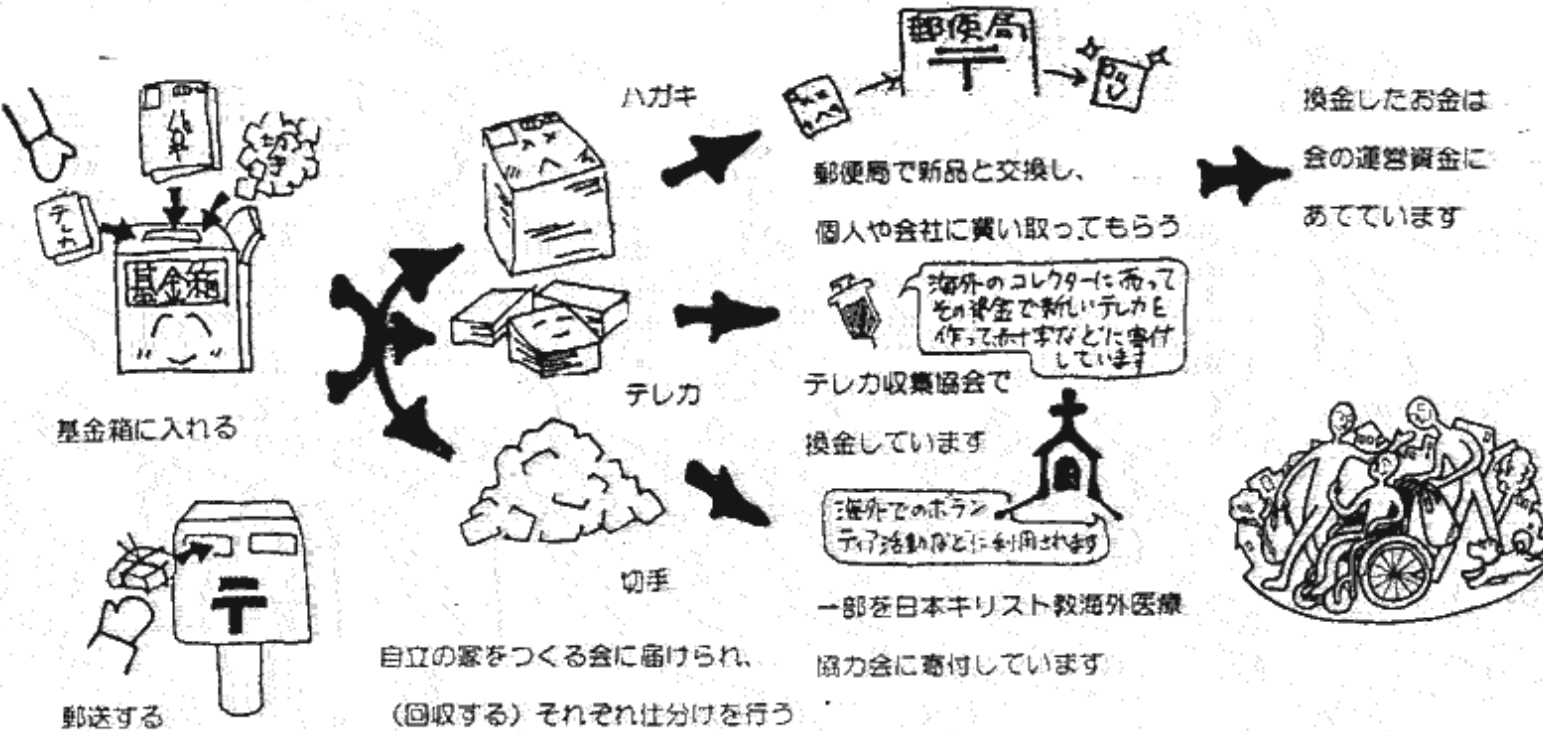 ハガキ
切手
テレカ
基金箱
基金箱に入れる
〒
郵送する
ハガキ
テレカ
切手
自立の家をつくる会に届けられ、
（回収する）それぞれ仕分けを行う
郵便局
〒
郵便局で新品と交換し、
個人や会社に買い取ってもらう
海外のコレクターに売って
その資金で新しいテレカを
作って赤十字などに寄付
しています
テレカ収集協会で
換金しています
海外でのボラン
ティア活動などに利用されます
一部を日本キリスト教海外医療
協力会に寄付しています
換金したお金は
会の運営資金に
あてています